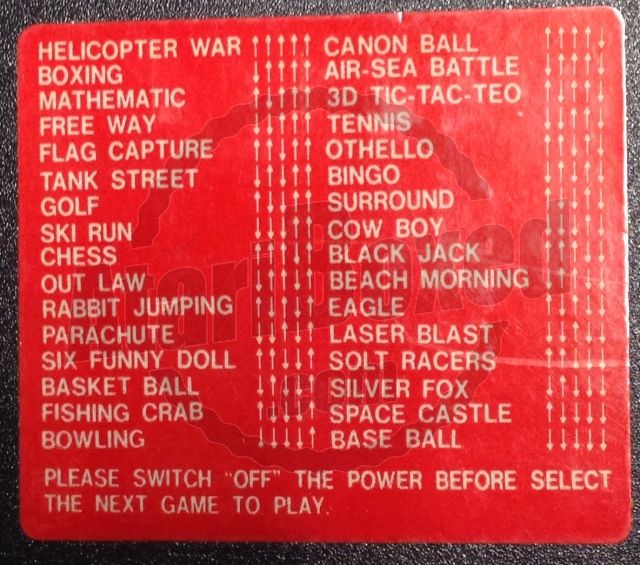 HELICOPTER WAR
BOXING
MATHEMATIC
FREE WAY
FLAG CAPTURE
TANK STREET
GOLF
SKI RUN
CHESS
OUT LAW
RABBIT JUMPING
PARACHUTE
SIX FUNNY DOLL
BASKET BALL
FISHING CRAB
BOWLING
CANON BALL
AIR-SEA BATTLE
3D TIC-TAC-TEO
TENNIS
OTHELLO
BINGO
SURROUND
COW BOY
BLACK JACK
BEACH MORNING
EAGLE
LASER BLAST
SOLT RACERS
SILVER FOX
SPACE CASTLE
BASE BALL
PLEASE SWITCH "OFF" THE POWER BEFORE SELECT
THE NEXT GAME TO PLAY.
AtariBoxed
.com